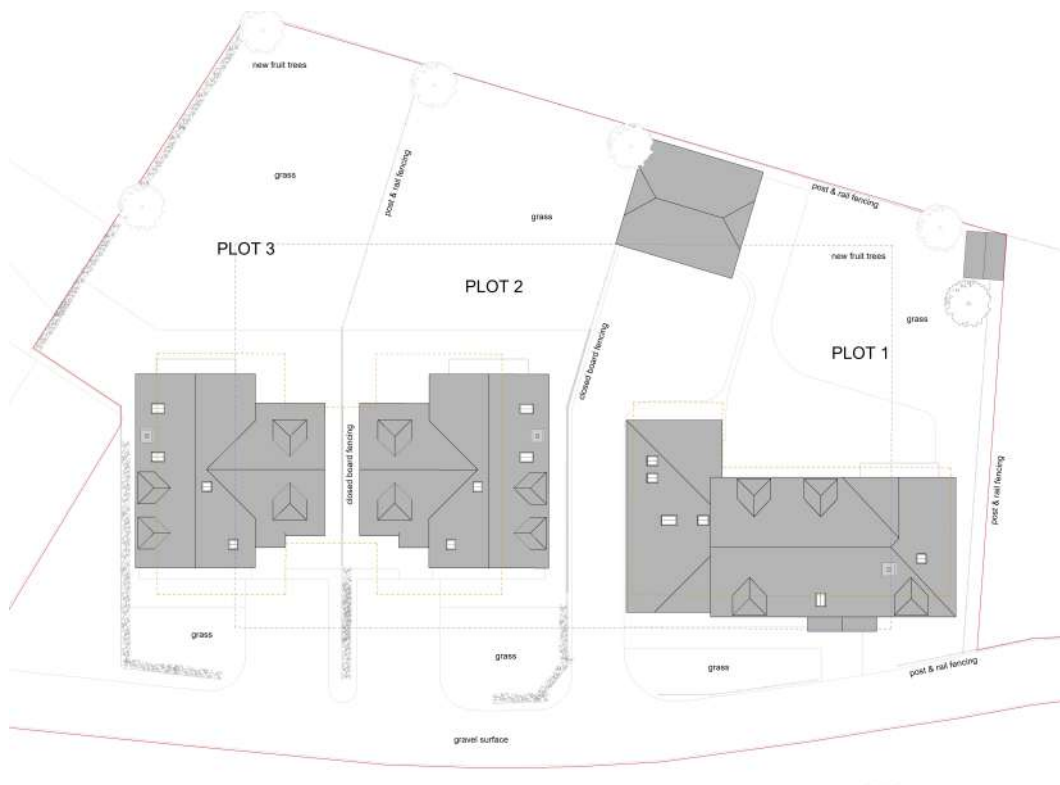 new fruit trees
post & rail fencing
grass
post & rail fencing
grass
PLOT 3
new fruit trees
PLOT 2
grass
closed board fencing
PLOT 1
closed board fencing
post & rail fencing
grass
grass
grass
post & rail fencing
gravel surface